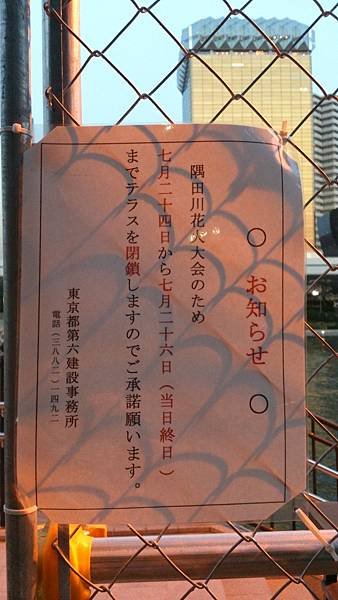 ○ お知らせ ○
隅田川花火大会のため
七月二十四日から七月二十六日(当日終日)
までテラスを閉鎖しますのでご承諾願います。
東京都第六建設事務所
電話(三八八二)一四九二